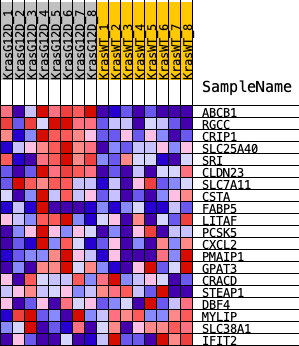 KrasG12D_1
KrasG12D_2
KrasG12D_3
KrasG12D_4
KrasG12D_5
KrasG12D_6
KrasG12D_7
KrasG12D_8
KrasWT_1
KrasWT_2
KrasWT_3
KrasWT_4
KrasWT_5
KrasWT_6
KrasWT_7
KrasWT_8
SampleName
ABCB1
RGCC
CRIP1
SLC25A40
SRI
CLDN23
SLC7A11
CSTA
FABP5
LITAF
PCSK5
CXCL2
PMAIP1
GPAT3
CRACD
STEAP1
DBF4
MYLIP
SLC38A1
IFIT2